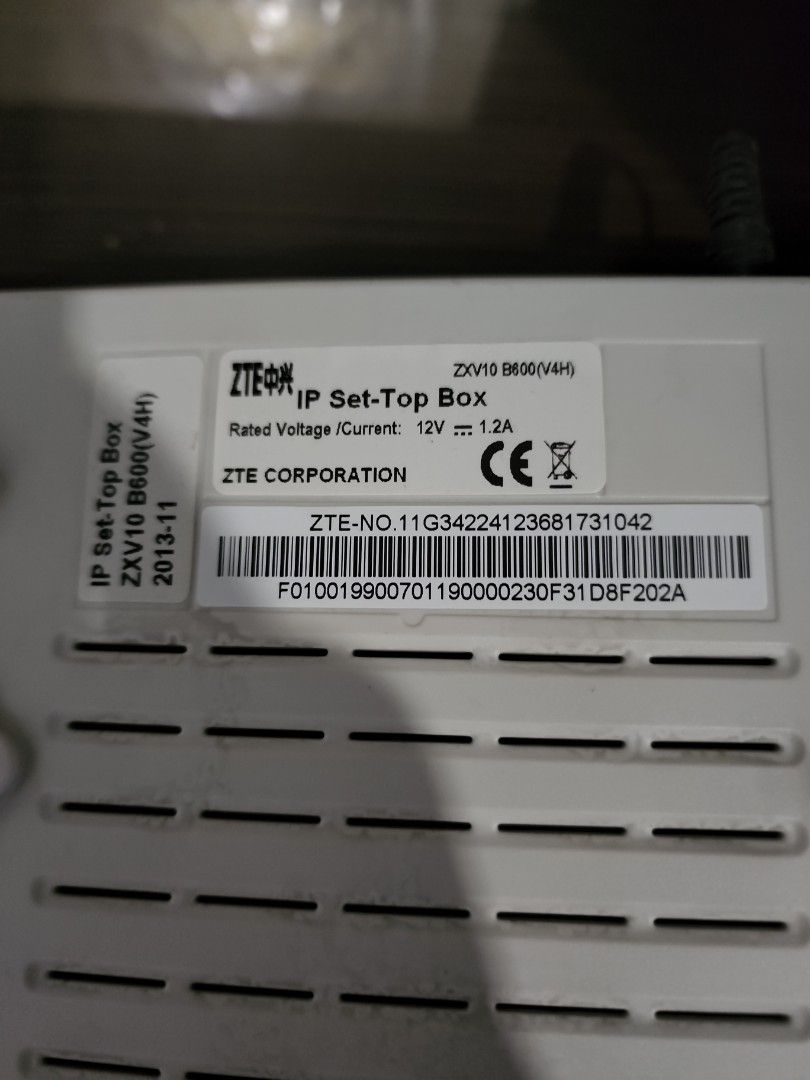 IP Set-Top Box
ZXV10 B600(V4H)
2013-11
ZTE中兴
ZXV10 B600(V4H)
IP Set-Top Box
Rated Voltage /Current: 12V ⎓ 1.2A
ZTE CORPORATION
CE
ZTE-NO.11G34224123681731042
F010019900701190000230F31D8F202A